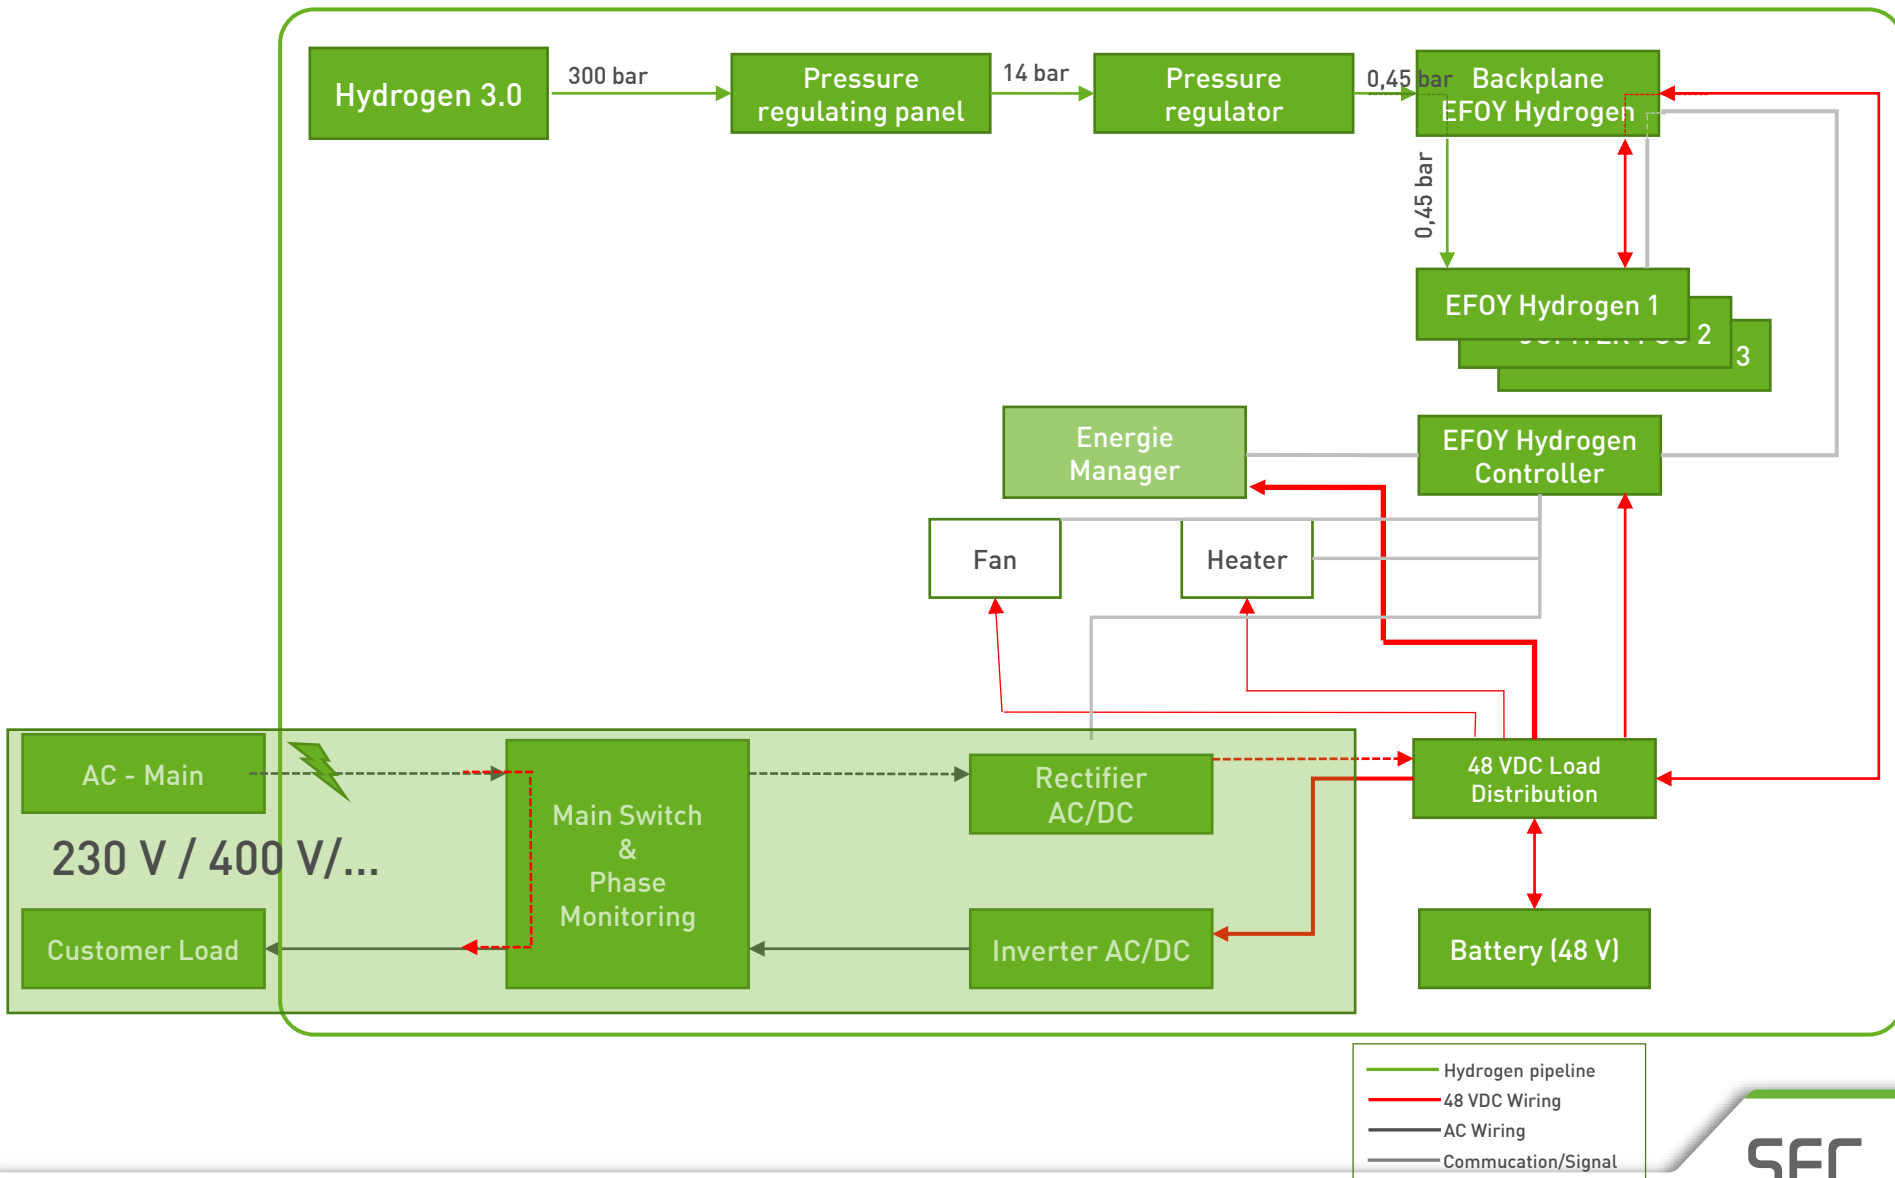 Hydrogen 3.0
300 bar
Pressure
regulating panel
14 bar
Pressure
regulator
0,45 bar
Backplane
EFOY Hydrogen
0,45 bar
EFOY Hydrogen 1
2
3
Energie
Manager
EFOY Hydrogen
Controller
Fan
Heater
AC - Main
Main Switch
&
Phase
Monitoring
Rectifier
AC/DC
48 VDC Load
Distribution
230 V / 400 V/...
Customer Load
Inverter AC/DC
Battery (48 V)
Hydrogen pipeline
48 VDC Wiring
AC Wiring
Commucation/Signal
SFC